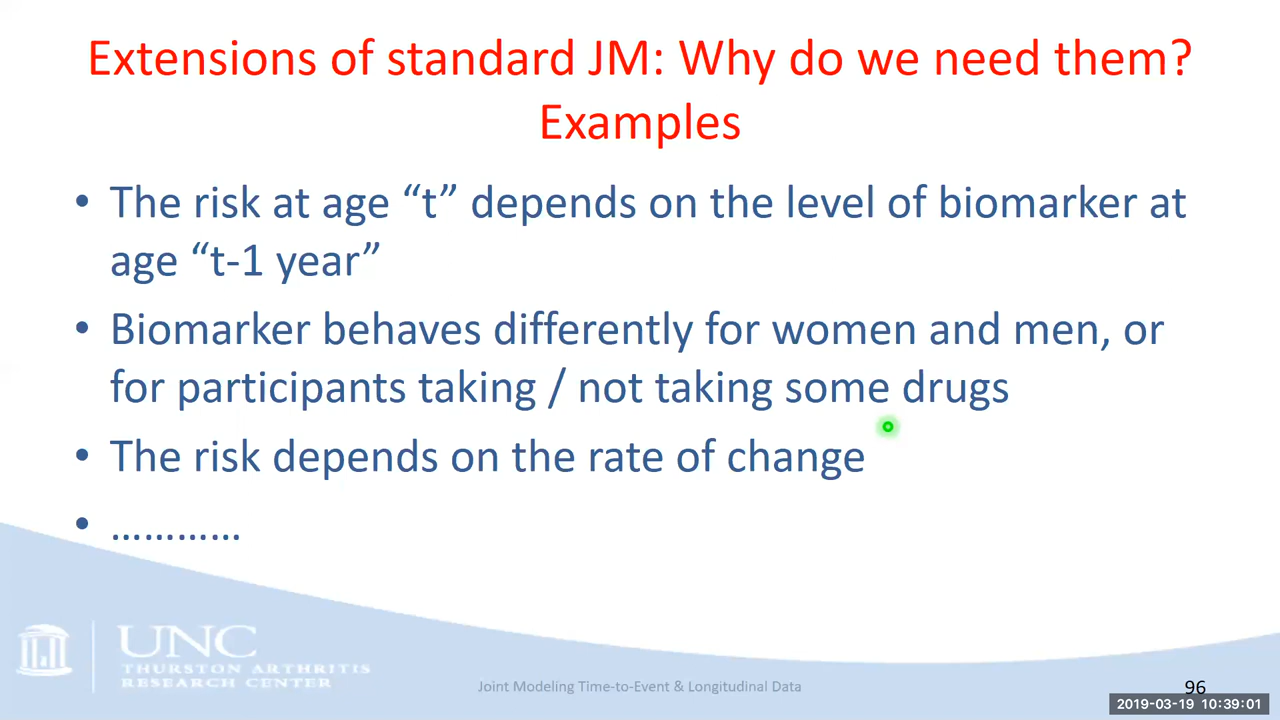 Extensions of standard JM: Why do we need them?
Examples
• The risk at age “t” depends on the level of biomarker at
age “t-1 year”
• Biomarker behaves differently for women and men, or
for participants taking / not taking some drugs
• The risk depends on the rate of change
• …………
UNC
THURSTON ARTHRITIS
RESEARCH CENTER
Joint Modeling Time-to-Event & Longitudinal Data
96
2019-03-19 10:39:01